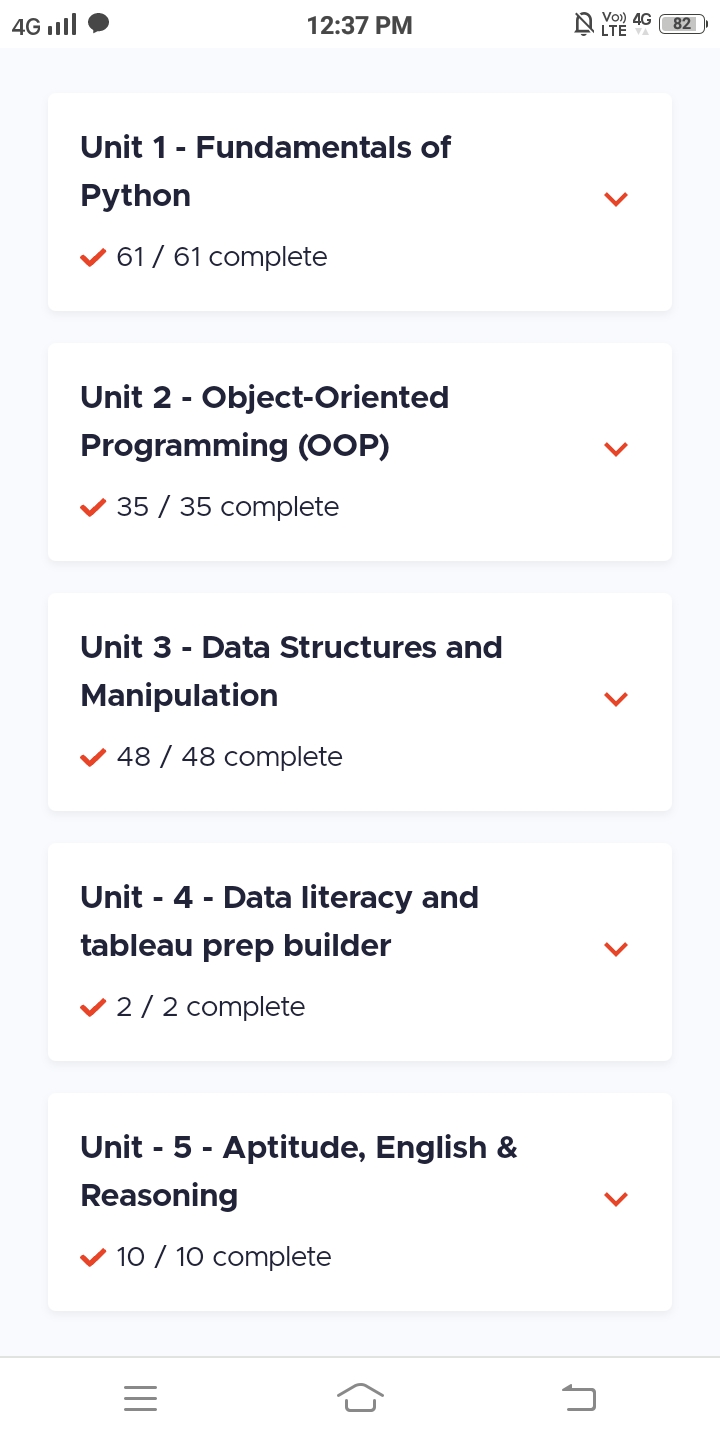 4G 12:37 PM Vo)) LTE 4G 82
Unit 1 - Fundamentals of
Python
61 / 61 complete
Unit 2 - Object-Oriented
Programming (OOP)
35 / 35 complete
Unit 3 - Data Structures and
Manipulation
48 / 48 complete
Unit - 4 - Data literacy and
tableau prep builder
2 / 2 complete
Unit - 5 - Aptitude, English &
Reasoning
10 / 10 complete